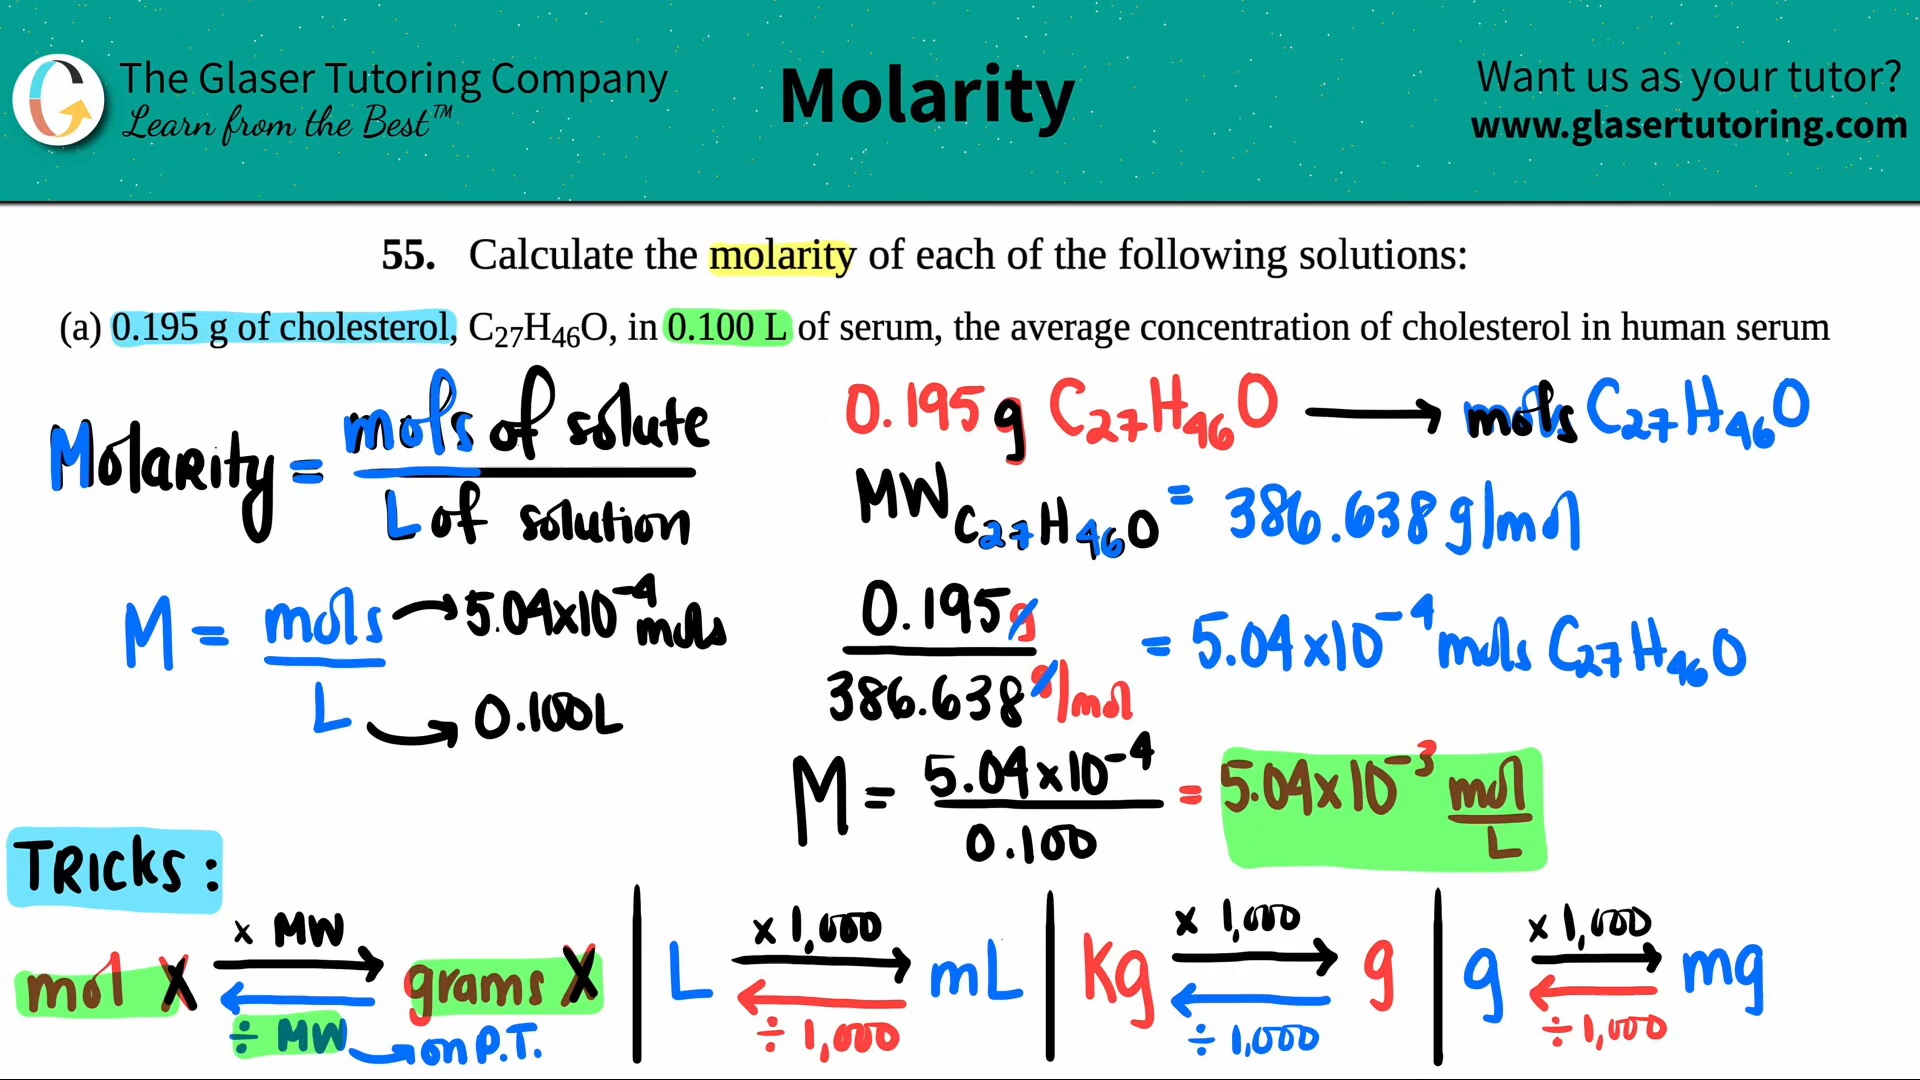 The Glaser Tutoring Company
Learn from the Best™
Molarity
Want us as your tutor?
www.glasertutoring.com
55. Calculate the molarity of each of the following solutions:
(a) 0.195 g of cholesterol, C₂₇H₄₆O, in 0.100 L of serum, the average concentration of cholesterol in human serum
Molarity = mols of solute
L of solution
0.195 g C₂₇H₄₆O → mols C₂₇H₄₆O
MW C₂₇H₄₆O = 386.638 g/mol
M = mols → 5.04x10⁻⁴ mols
L → 0.100L
0.195 g
386.638 g/mol
= 5.04x10⁻⁴ mols C₂₇H₄₆O
M = 5.04x10⁻⁴
0.100
= 5.04x10⁻³ mol
L
TRICKS:
x MW
mol X → grams X
÷ MW → on P.T.
x 1,000
L → mL
÷ 1,000
x 1,000
Kg → g
÷ 1,000
x 1,000
g → mg
÷ 1,000